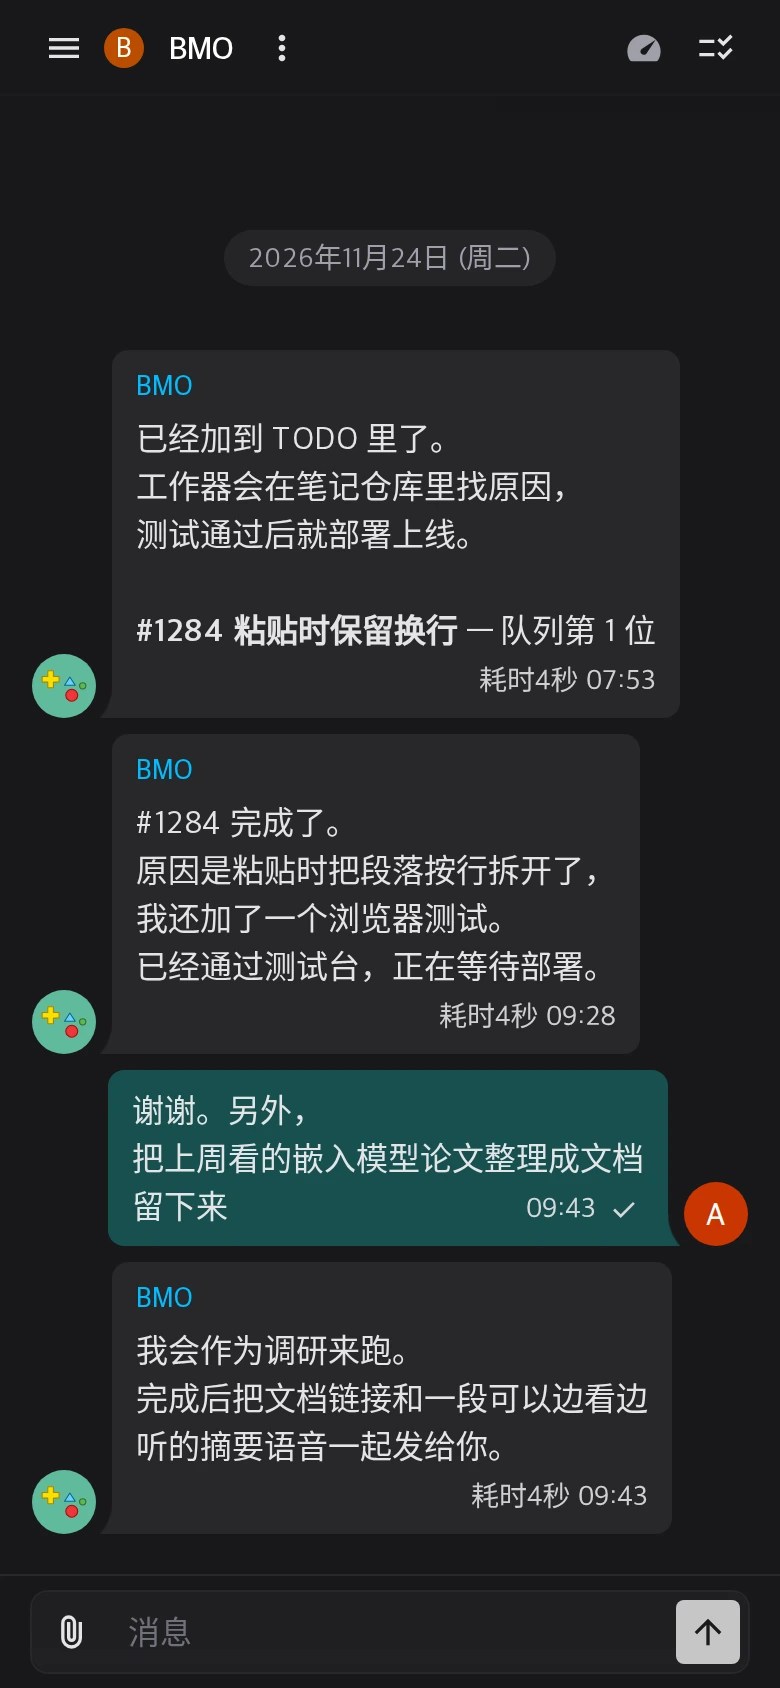 B BMO
2026年11月24日 (周二)
BMO
已经加到 TODO 里了。
工作器会在笔记仓库里找原因，
测试通过后就部署上线。
#1284 粘贴时保留换行 — 队列第 1 位
耗时4秒 07:53
BMO
#1284 完成了。
原因是粘贴时把段落按行拆开了，
我还加了一个浏览器测试。
已经通过测试台，正在等待部署。
耗时4秒 09:28
谢谢。另外，
把上周看的嵌入模型论文整理成文档
留下来 09:43
A
BMO
我会作为调研来跑。
完成后把文档链接和一段可以边看边
听的摘要语音一起发给你。
耗时4秒 09:43
消息